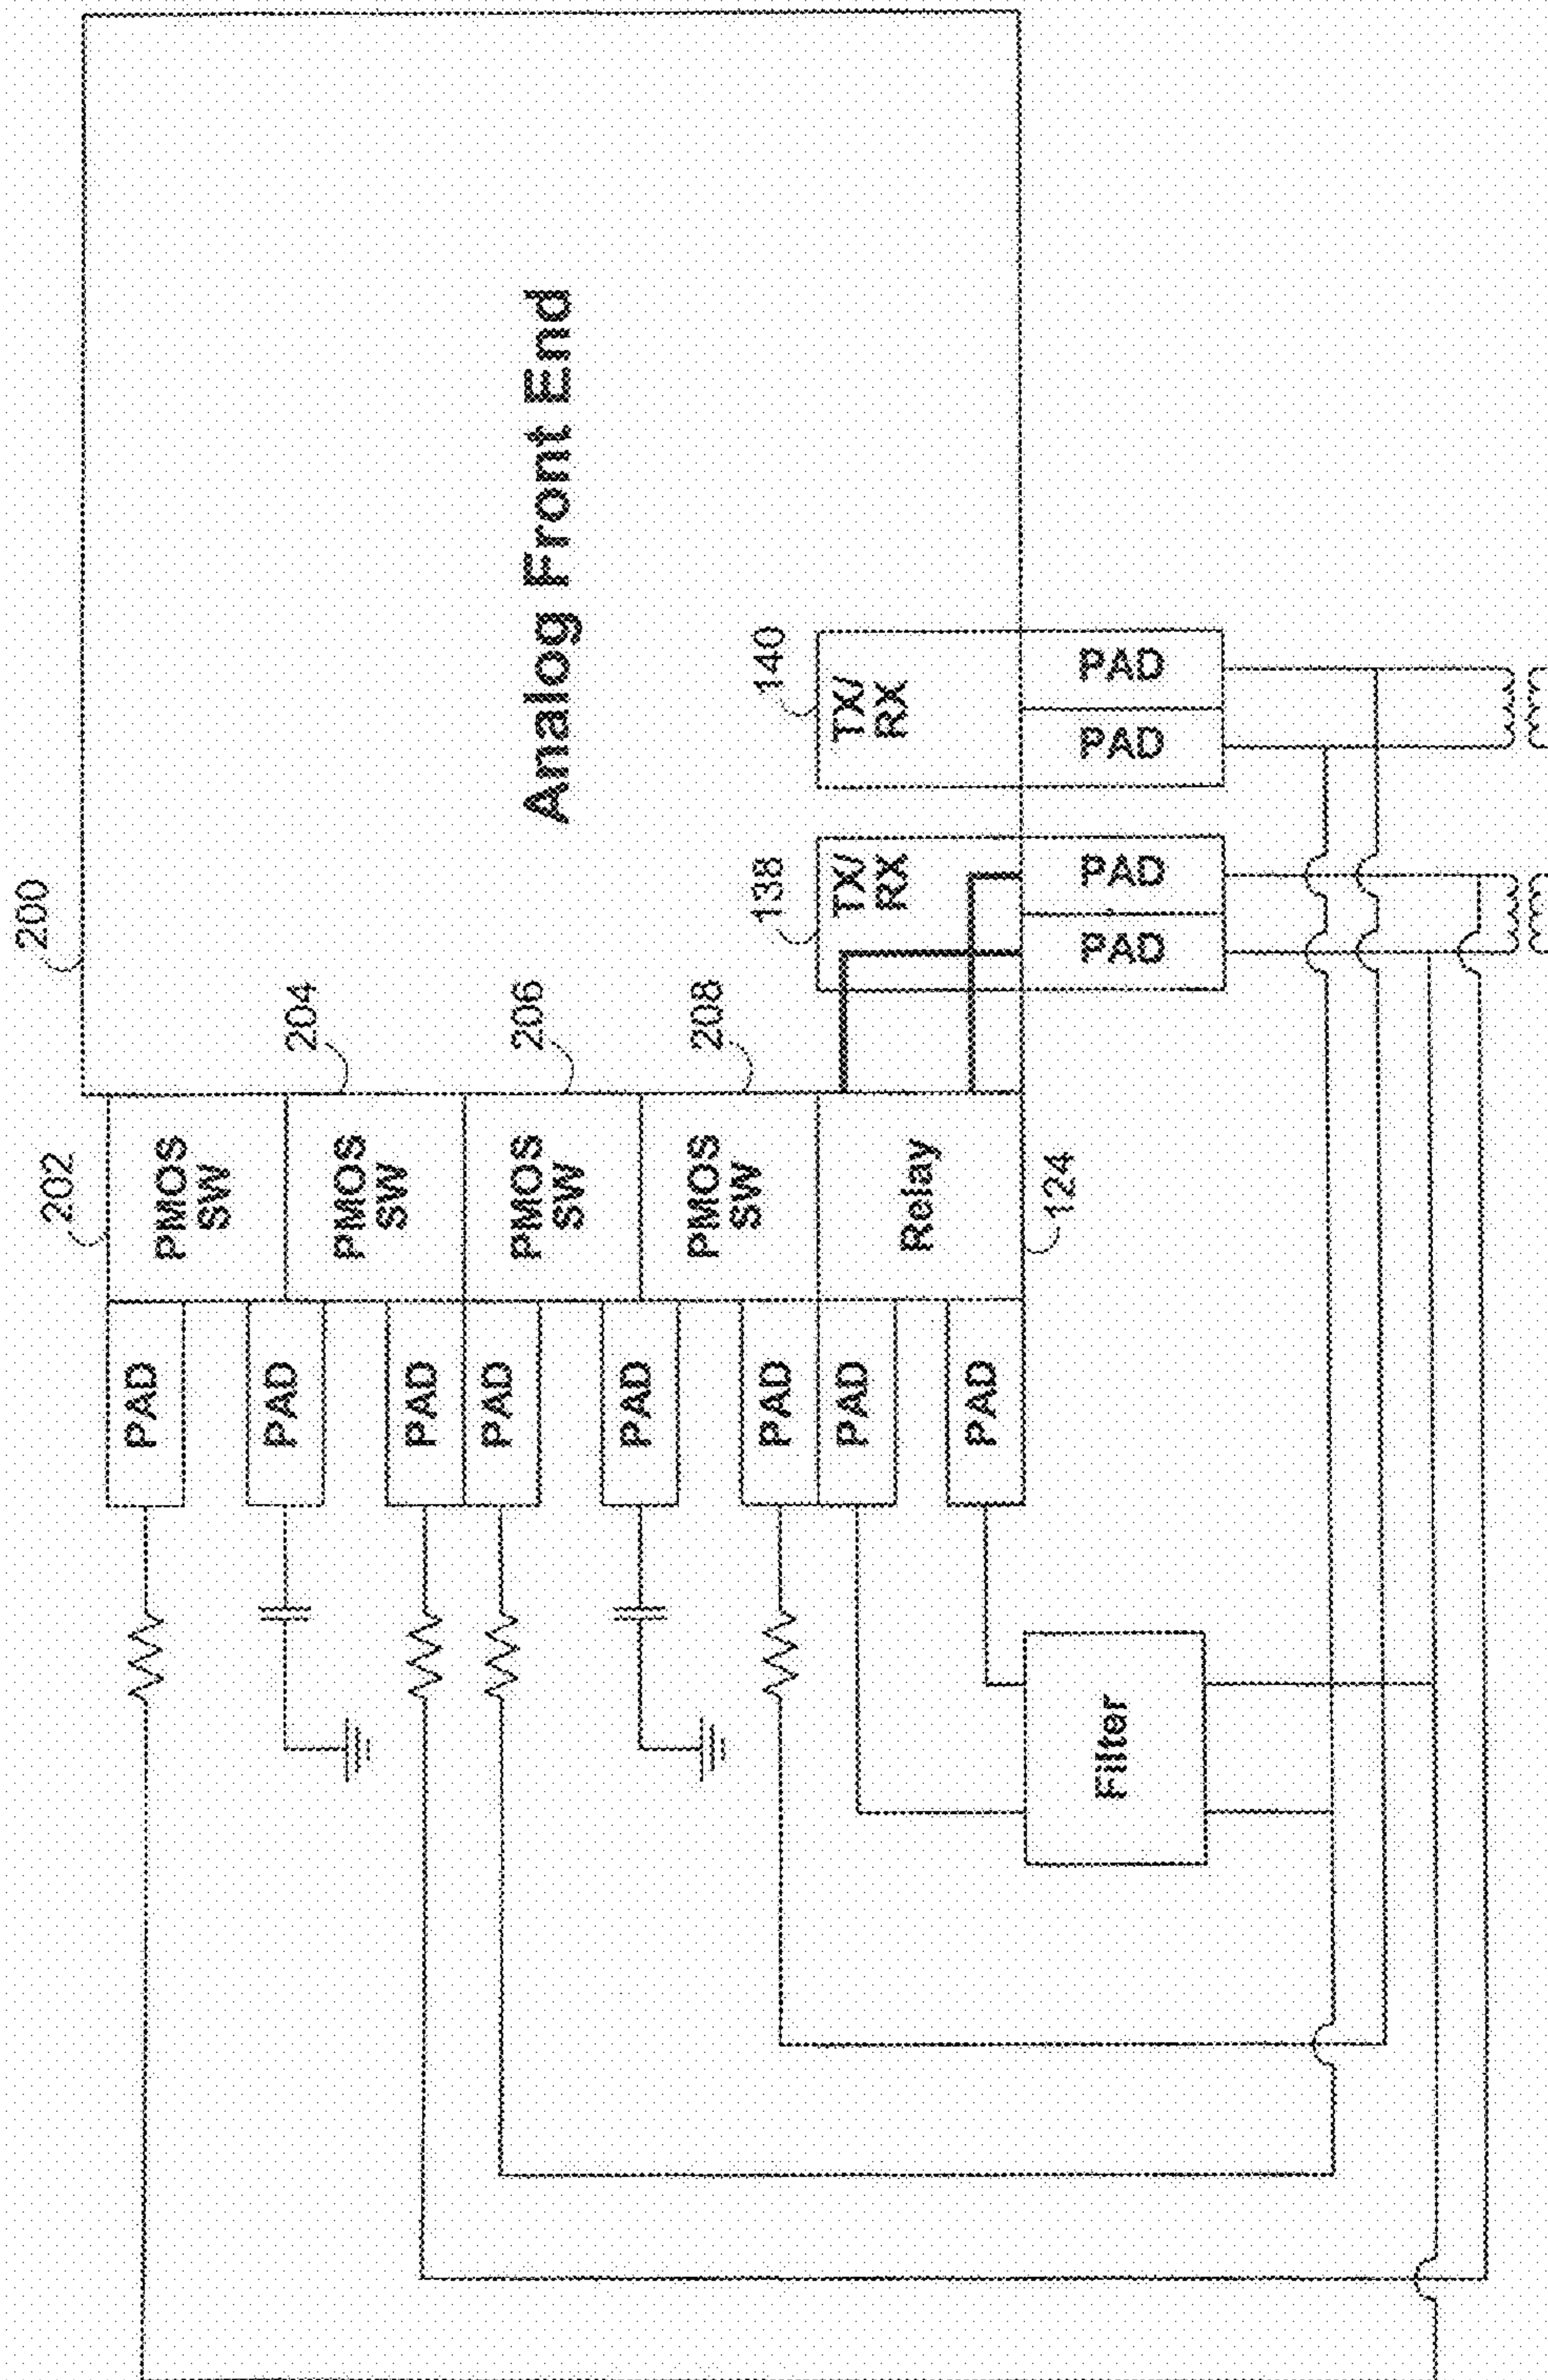 200
202
PAD
PMOS
SW
PAD
204
PMOS
SW
PAD
PAD
206
PMOS
SW
Analog Front End
PAD
208
PMOS
SW
PAD
138
140
PAD
Relay
TX/
RX
TX/
RX
PAD
124
Filter
PAD
PAD
PAD
PAD